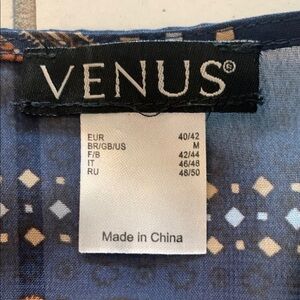 VENUS®
S
EUR 40/42
BR/GB/US M
F/B 42/44
IT 46/48
RU 48/50
Made in China